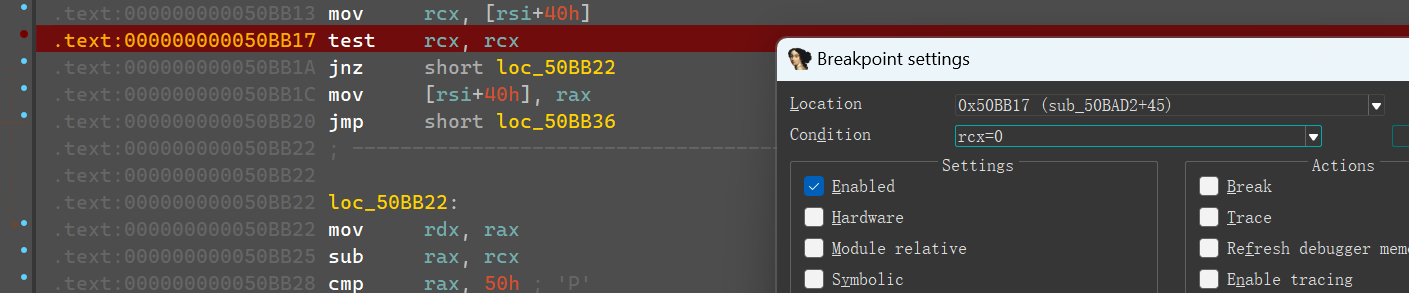 .text:000000000050BB13 mov rcx, [rsi+40h]
.text:000000000050BB17 test rcx, rcx
.text:000000000050BB1A jnz short loc_50BB22
.text:000000000050BB1C mov [rsi+40h], rax
.text:000000000050BB20 jmp short loc_50BB36
.text:000000000050BB22 ; ---------------------------------------
.text:000000000050BB22
.text:000000000050BB22 loc_50BB22:
.text:000000000050BB22 mov rdx, rax
.text:000000000050BB25 sub rax, rcx
.text:000000000050BB28 cmp rax, 50h ; 'P'
Breakpoint settings
Location 0x50BB17 (sub_50BAD2+45)
Condition rcx=0
Settings
Enabled
Hardware
Module relative
Symbolic
Actions
Break
Trace
Refresh debugger mem
Enable tracing